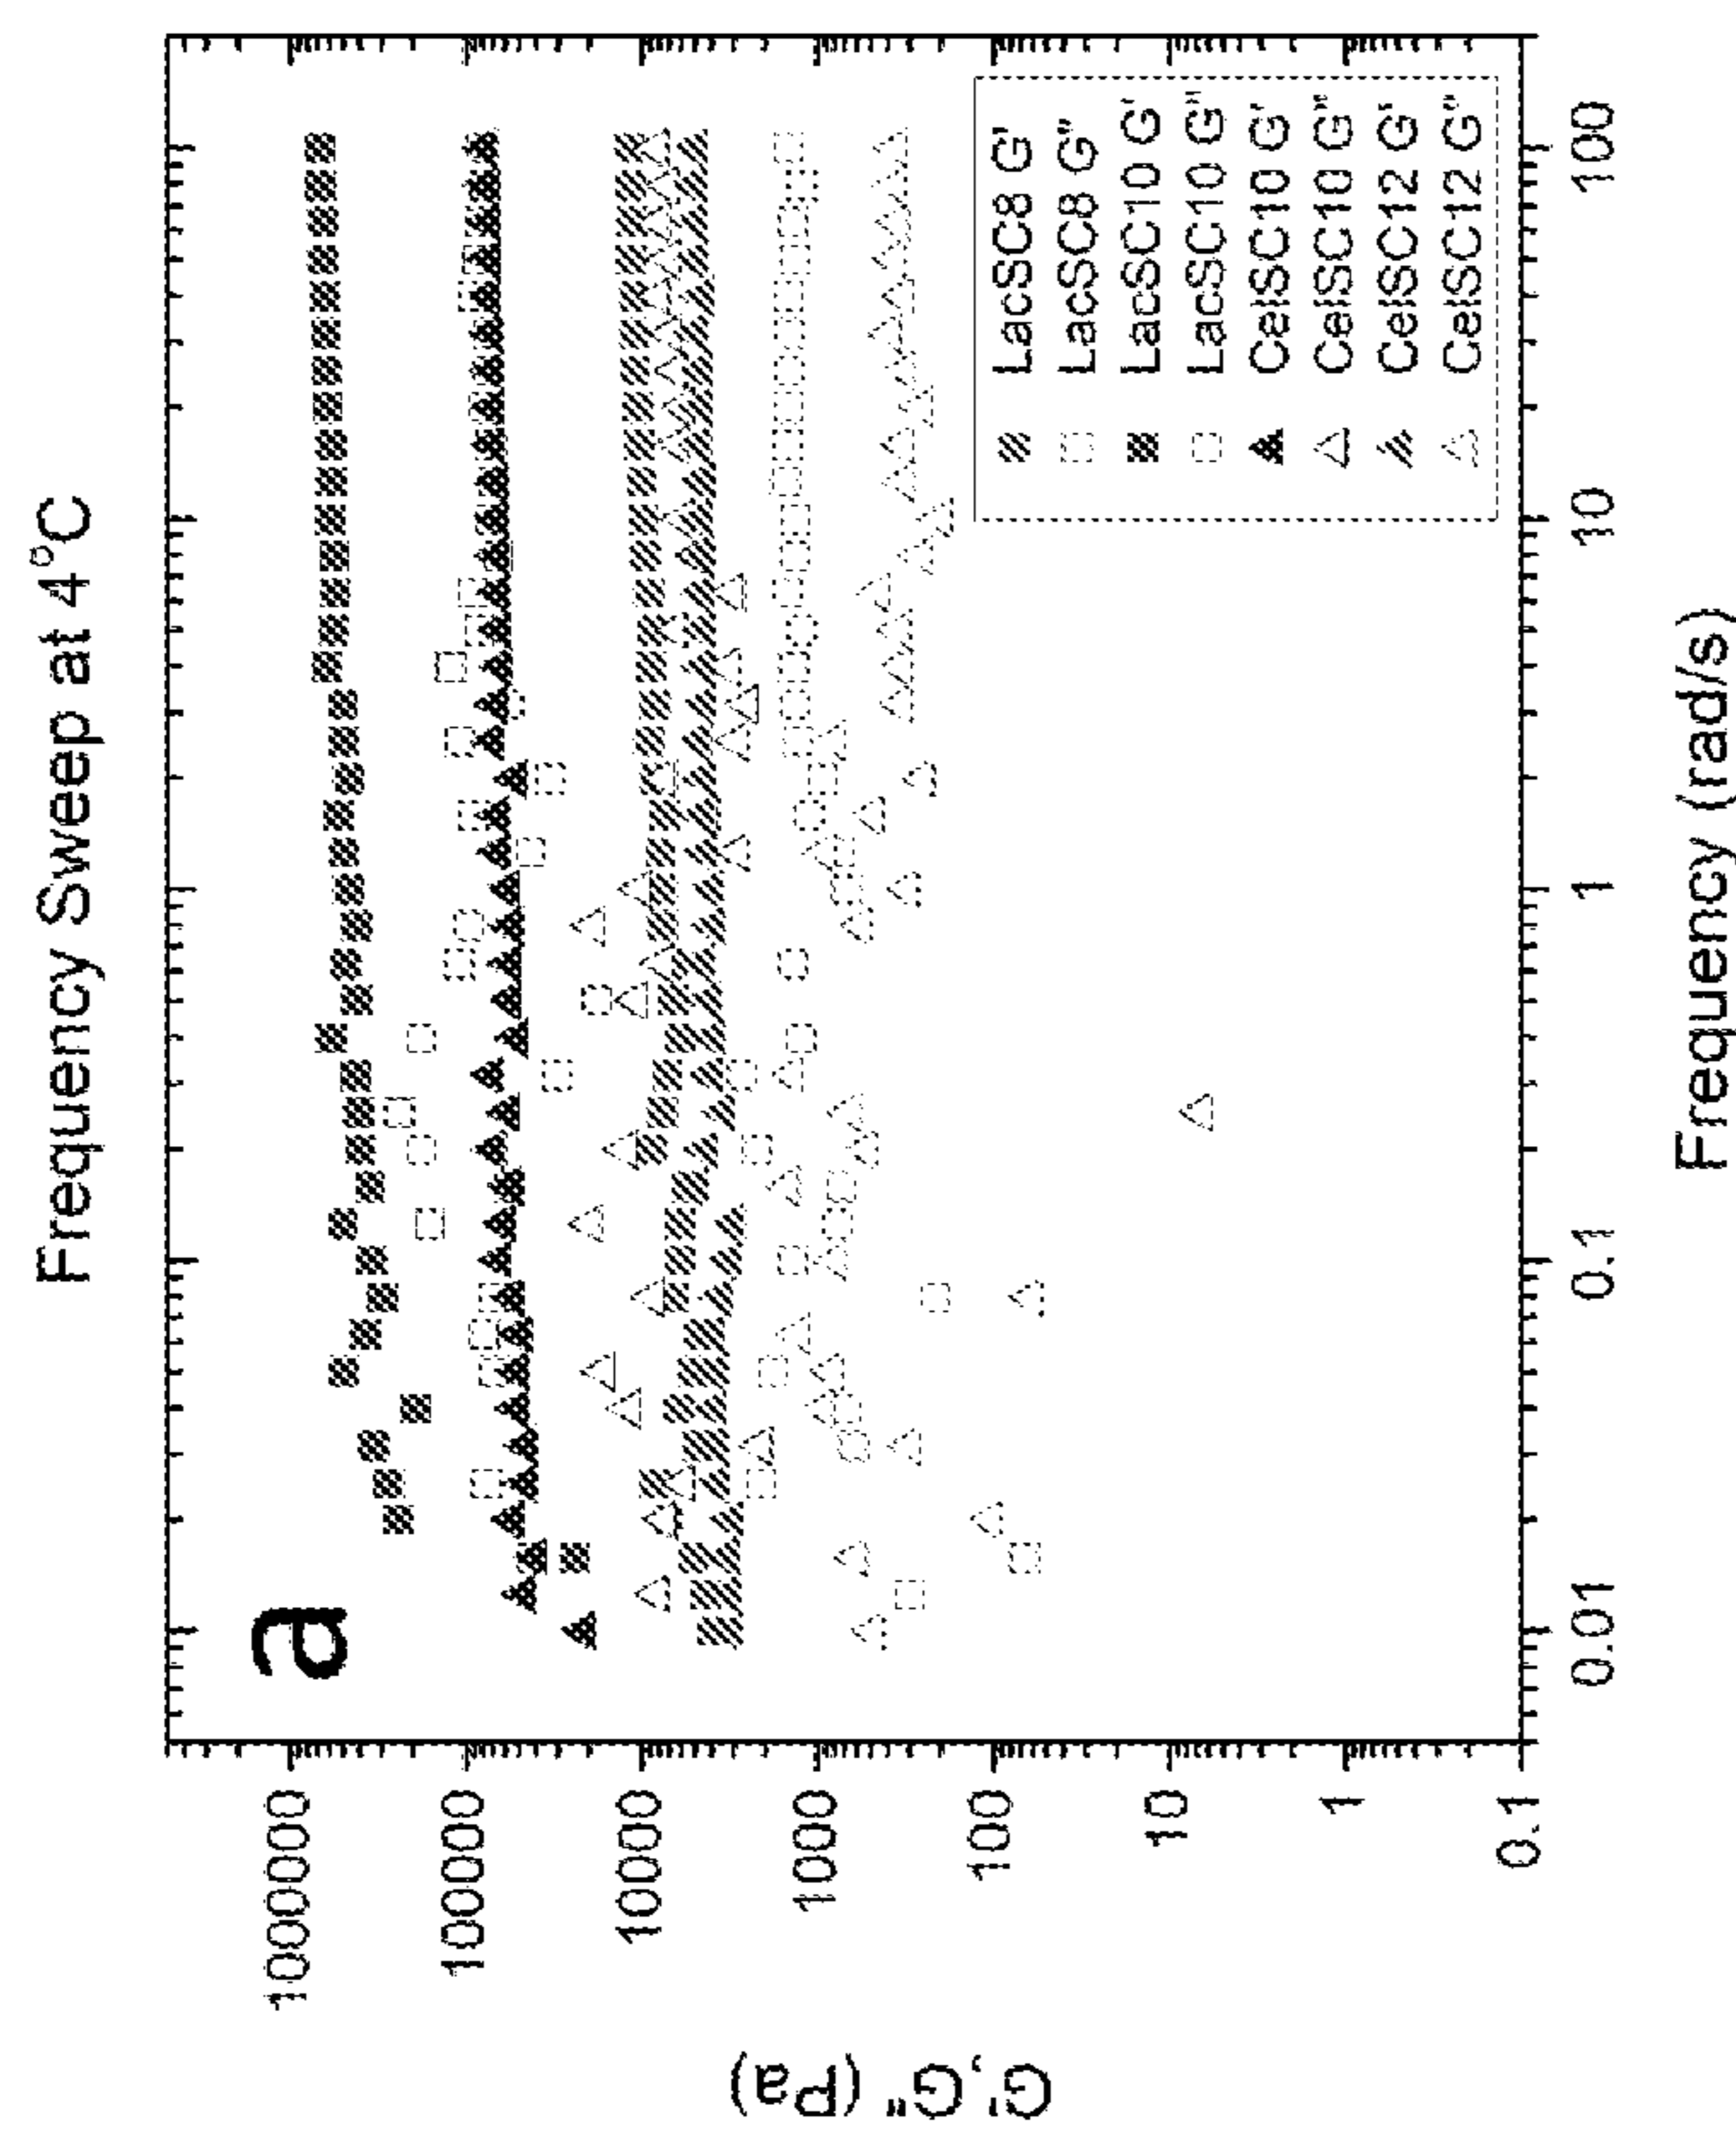 Frequency Sweep at 4°C
a
1000000
100000
10000
1000
100
10
1
0.1
G',G" (Pa)
LacSC8 G'
LacSC8 G"
LacSC10 G'
LacSC10 G"
CelSC10 G'
CelSC10 G"
CelSC12 G'
CelSC12 G"
0.01 0.1 1 10 100
Frequency (rad/s)